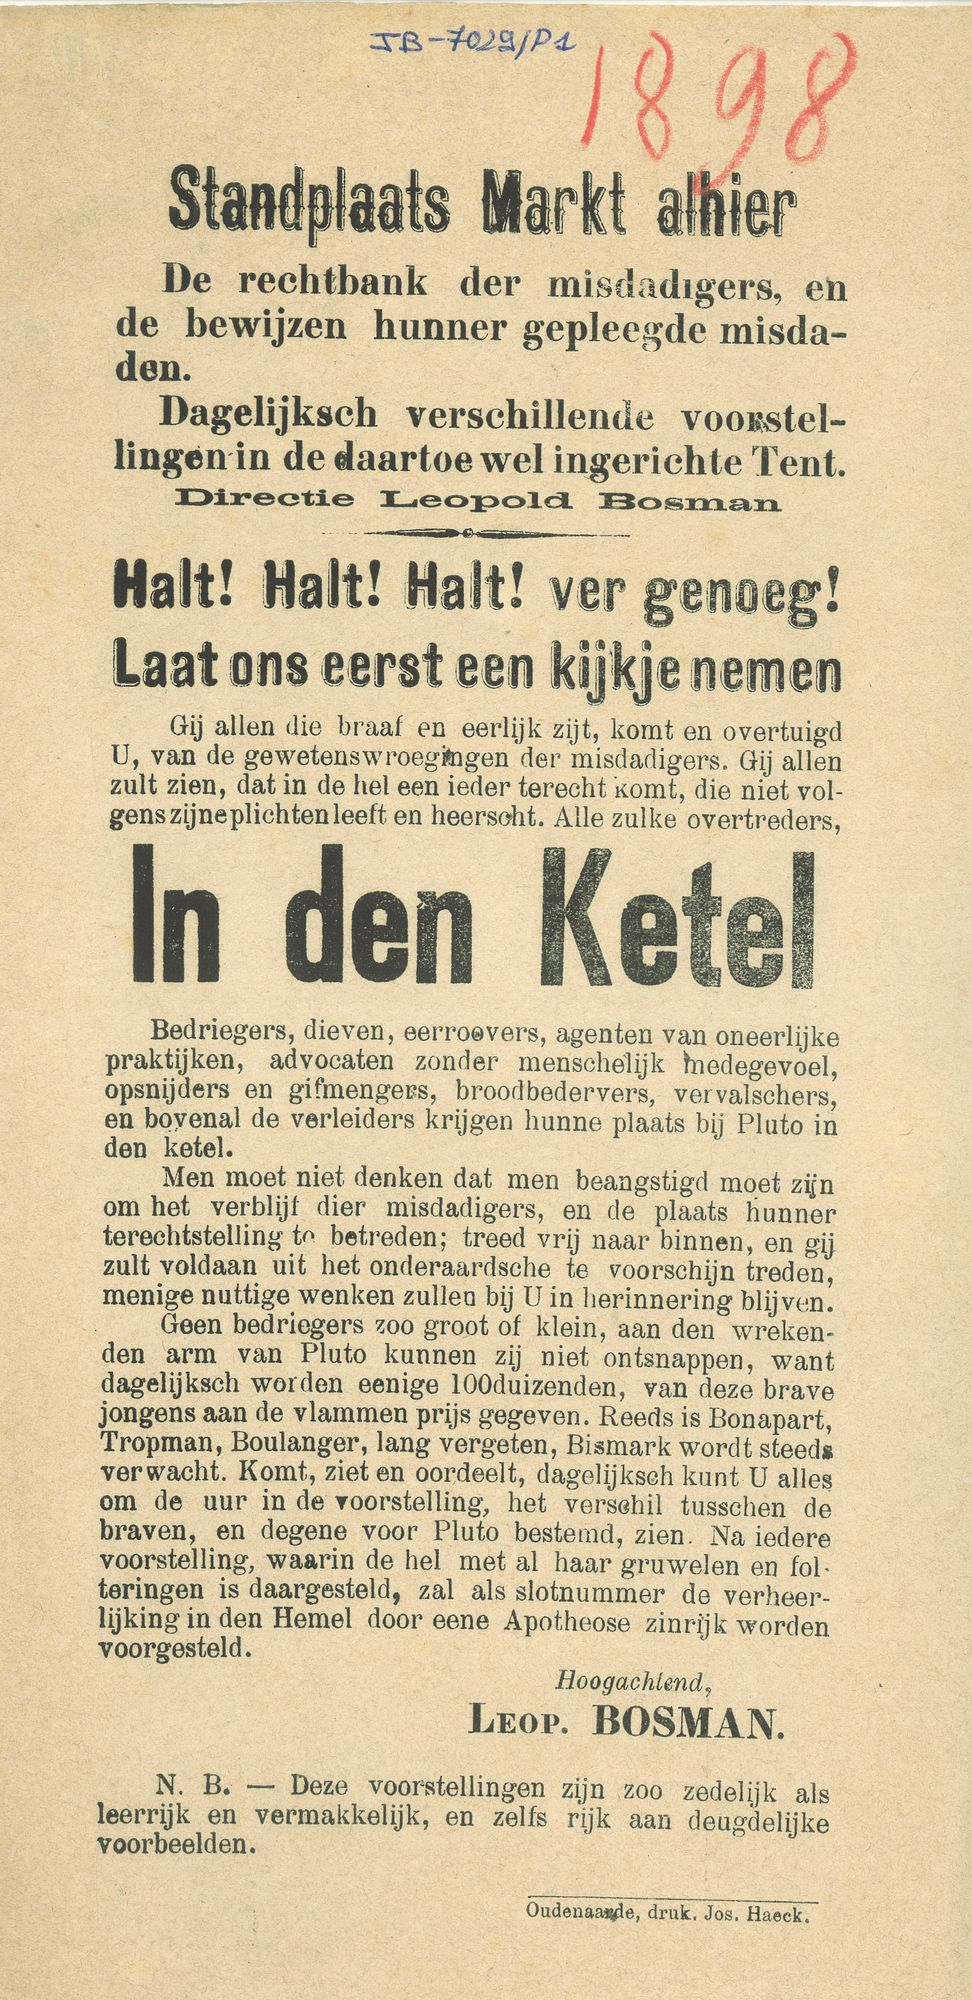 JB-7029/P1
1898
Standplaats Markt alhier
De rechtbank der misdadigers, en
de bewijzen hunner gepleegde misda-
den.
Dagelijksch verschillende voorstel-
lingen in de daartoe wel ingerichte Tent.
Directie Leopold Bosman
Halt! Halt! Halt! ver genoeg!
Laat ons eerst een kijkje nemen
Gij allen die braaf en eerlijk zijt, komt en overtuigd
U, van de gewetenswroegingen der misdadigers. Gij allen
zult zien, dat in de hel een ieder terecht komt, die niet vol-
gens zijne plichten leeft en heerscht. Alle zulke overtreders,
In den Ketel
Bedriegers, dieven, eerroovers, agenten van oneerlijke
praktijken, advocaten zonder menschelijk medegevoel,
opsnijders en gifmengers, broodbedervers, vervalschers,
en bovenal de verleiders krijgen hunne plaats bij Pluto in
den ketel.
Men moet niet denken dat men beangstigd moet zijn
om het verblijf dier misdadigers, en de plaats hunner
terechtstelling to betreden; treed vrij naar binnen, en gij
zult voldaan uit het onderaardsche te voorschijn treden,
menige nuttige wenken zullen bij U in herinnering blijven.
Geen bedriegers zoo groot of klein, aan den wreken-
den arm van Pluto kunnen zij niet ontsnappen, want
dagelijksch worden eenige 100duizenden, van deze brave
jongens aan de vlammen prijs gegeven. Reeds is Bonapart,
Tropman, Boulanger, lang vergeten, Bismark wordt steeds
verwacht. Komt, ziet en oordeelt, dagelijksch kunt U alles
om de uur in de voorstelling, het verschil tusschen de
braven, en degene voor Pluto bestemd, zien. Na iedere
voorstelling, waarin de hel met al haar gruwelen en fol-
teringen is daargesteld, zal als slotnummer de verheer-
lijking in den Hemel door eene Apotheose zinrijk worden
voorgesteld.
Hoogachtend,
LEOP. BOSMAN.
N. B. — Deze voorstellingen zijn zoo zedelijk als
leerrijk en vermakkelijk, en zelfs rijk aan deugdelijke
voorbeelden.
Oudenaarde, druk. Jos. Haeck.